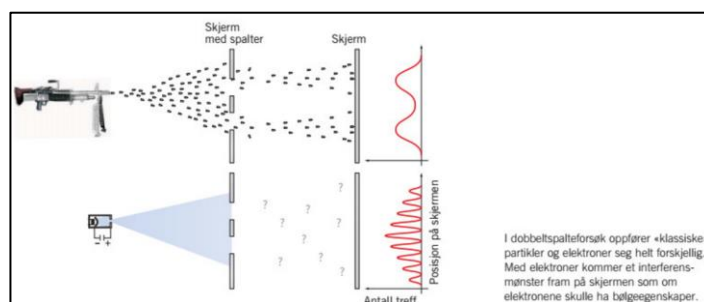 Skjerm
med spalter
Skjerm
?
?
?
?
?
?
?
?
- +
Posisjon på skjermen
Antall treff
I dobbeltspalteforsøk oppfører «klassiske»
partikler og elektroner seg helt forskjellig.
Med elektroner kommer et interferens-
mønster fram på skjermen som om
elektronene skulle ha bølgeegenskaper.